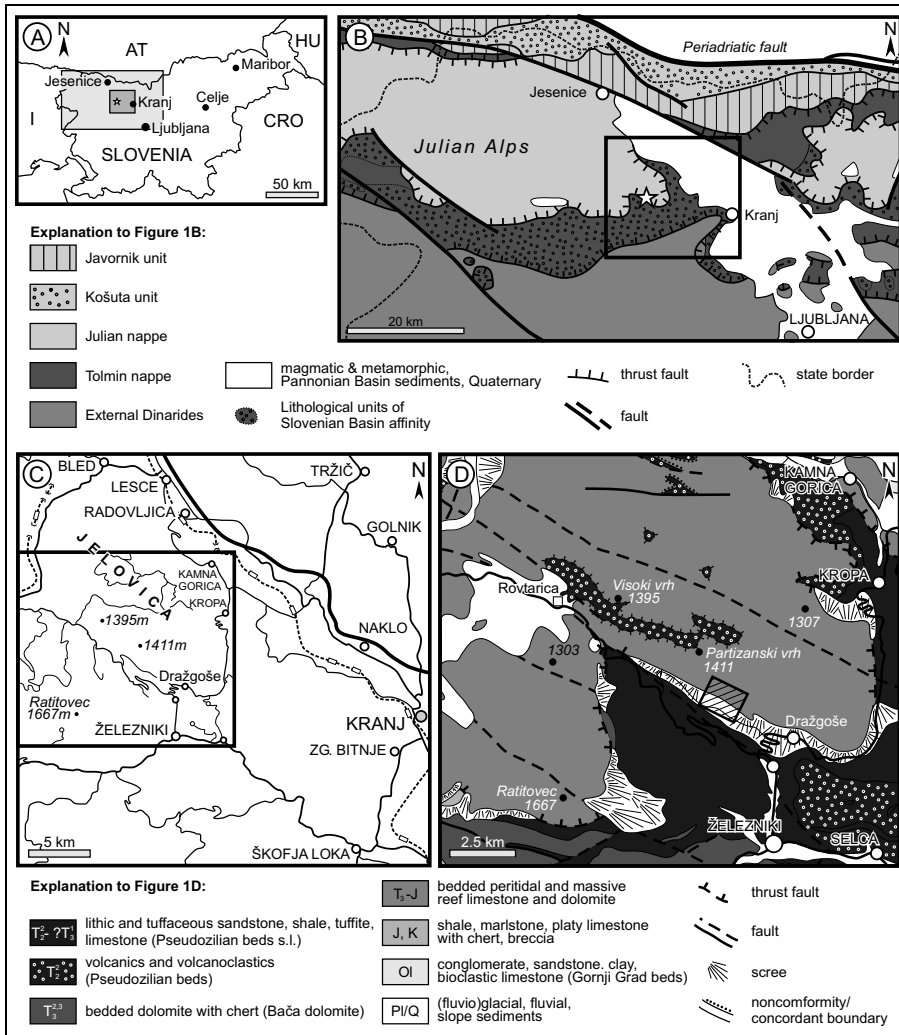 A
N
AT
HU
Maribor
Jesenice
Kranj
Celje
I
Ljubljana
CRO
SLOVENIA
50 km
B
Periadriatic fault
N
Jesenice
Julian Alps
Kranj
20 km
LJUBLJANA
Explanation to Figure 1B:
Javornik unit
Košuta unit
Julian nappe
Tolmin nappe
External Dinarides
magmatic & metamorphic,
Pannonian Basin sediments, Quaternary
Lithological units of
Slovenian Basin affinity
thrust fault
fault
state border
C
BLED
N
TRŽIČ
LESCE
RADOVLJICA
GOLNIK
JELOVICA
KAMNA
GORICA
KROPA
1395m
1411m
NAKLO
Dražgoše
Ratitovec
1667m
ŽELEZNIKI
KRANJ
ZG. BITNJE
5 km
ŠKOFJA LOKA
D
N
KAMNA
GORICA
Rovtarica
Visoki vrh
1395
KROPA
1307
1303
Partizanski vrh
1411
Dražgoše
Ratitovec
1667
ŽELEZNIKI
SELCA
2.5 km
Explanation to Figure 1D:
T₂²- ?T₃¹
lithic and tuffaceous sandstone, shale, tuffite,
limestone (Pseudozilian beds s.l.)
T₂²
volcanics and volcanoclastics
(Pseudozilian beds)
T₃²,³
bedded dolomite with chert (Bača dolomite)
T₃-J
bedded peritidal and massive
reef limestone and dolomite
J, K
shale, marlstone, platy limestone
with chert, breccia
Ol
conglomerate, sandstone. clay,
bioclastic limestone (Gornji Grad beds)
Pl/Q
(fluvio)glacial, fluvial,
slope sediments
thrust fault
fault
scree
noncomformity/
concordant boundary